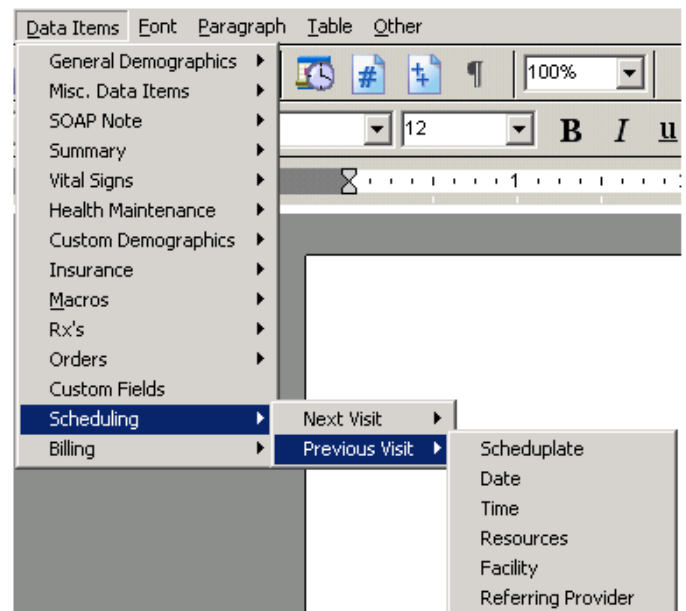 Data Items Font Paragraph Table Other
General Demographics
Misc. Data Items
SOAP Note
Summary
Vital Signs
Health Maintenance
Custom Demographics
Insurance
Macros
Rx's
Orders
Custom Fields
Scheduling
Billing
# ¶ 100%
12 B I u
1
Next Visit
Previous Visit
Scheduplate
Date
Time
Resources
Facility
Referring Provider